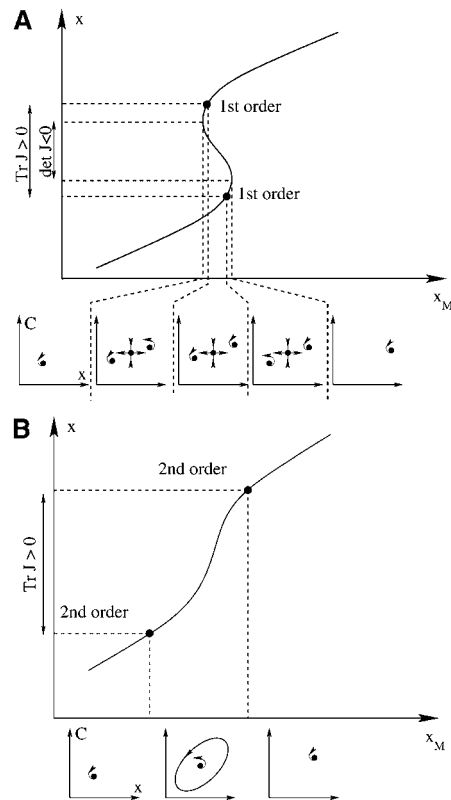 A
x
1st order
Tr J > 0
det J<0
1st order
x_M
C
x
B
x
2nd order
Tr J > 0
2nd order
x_M
C
x